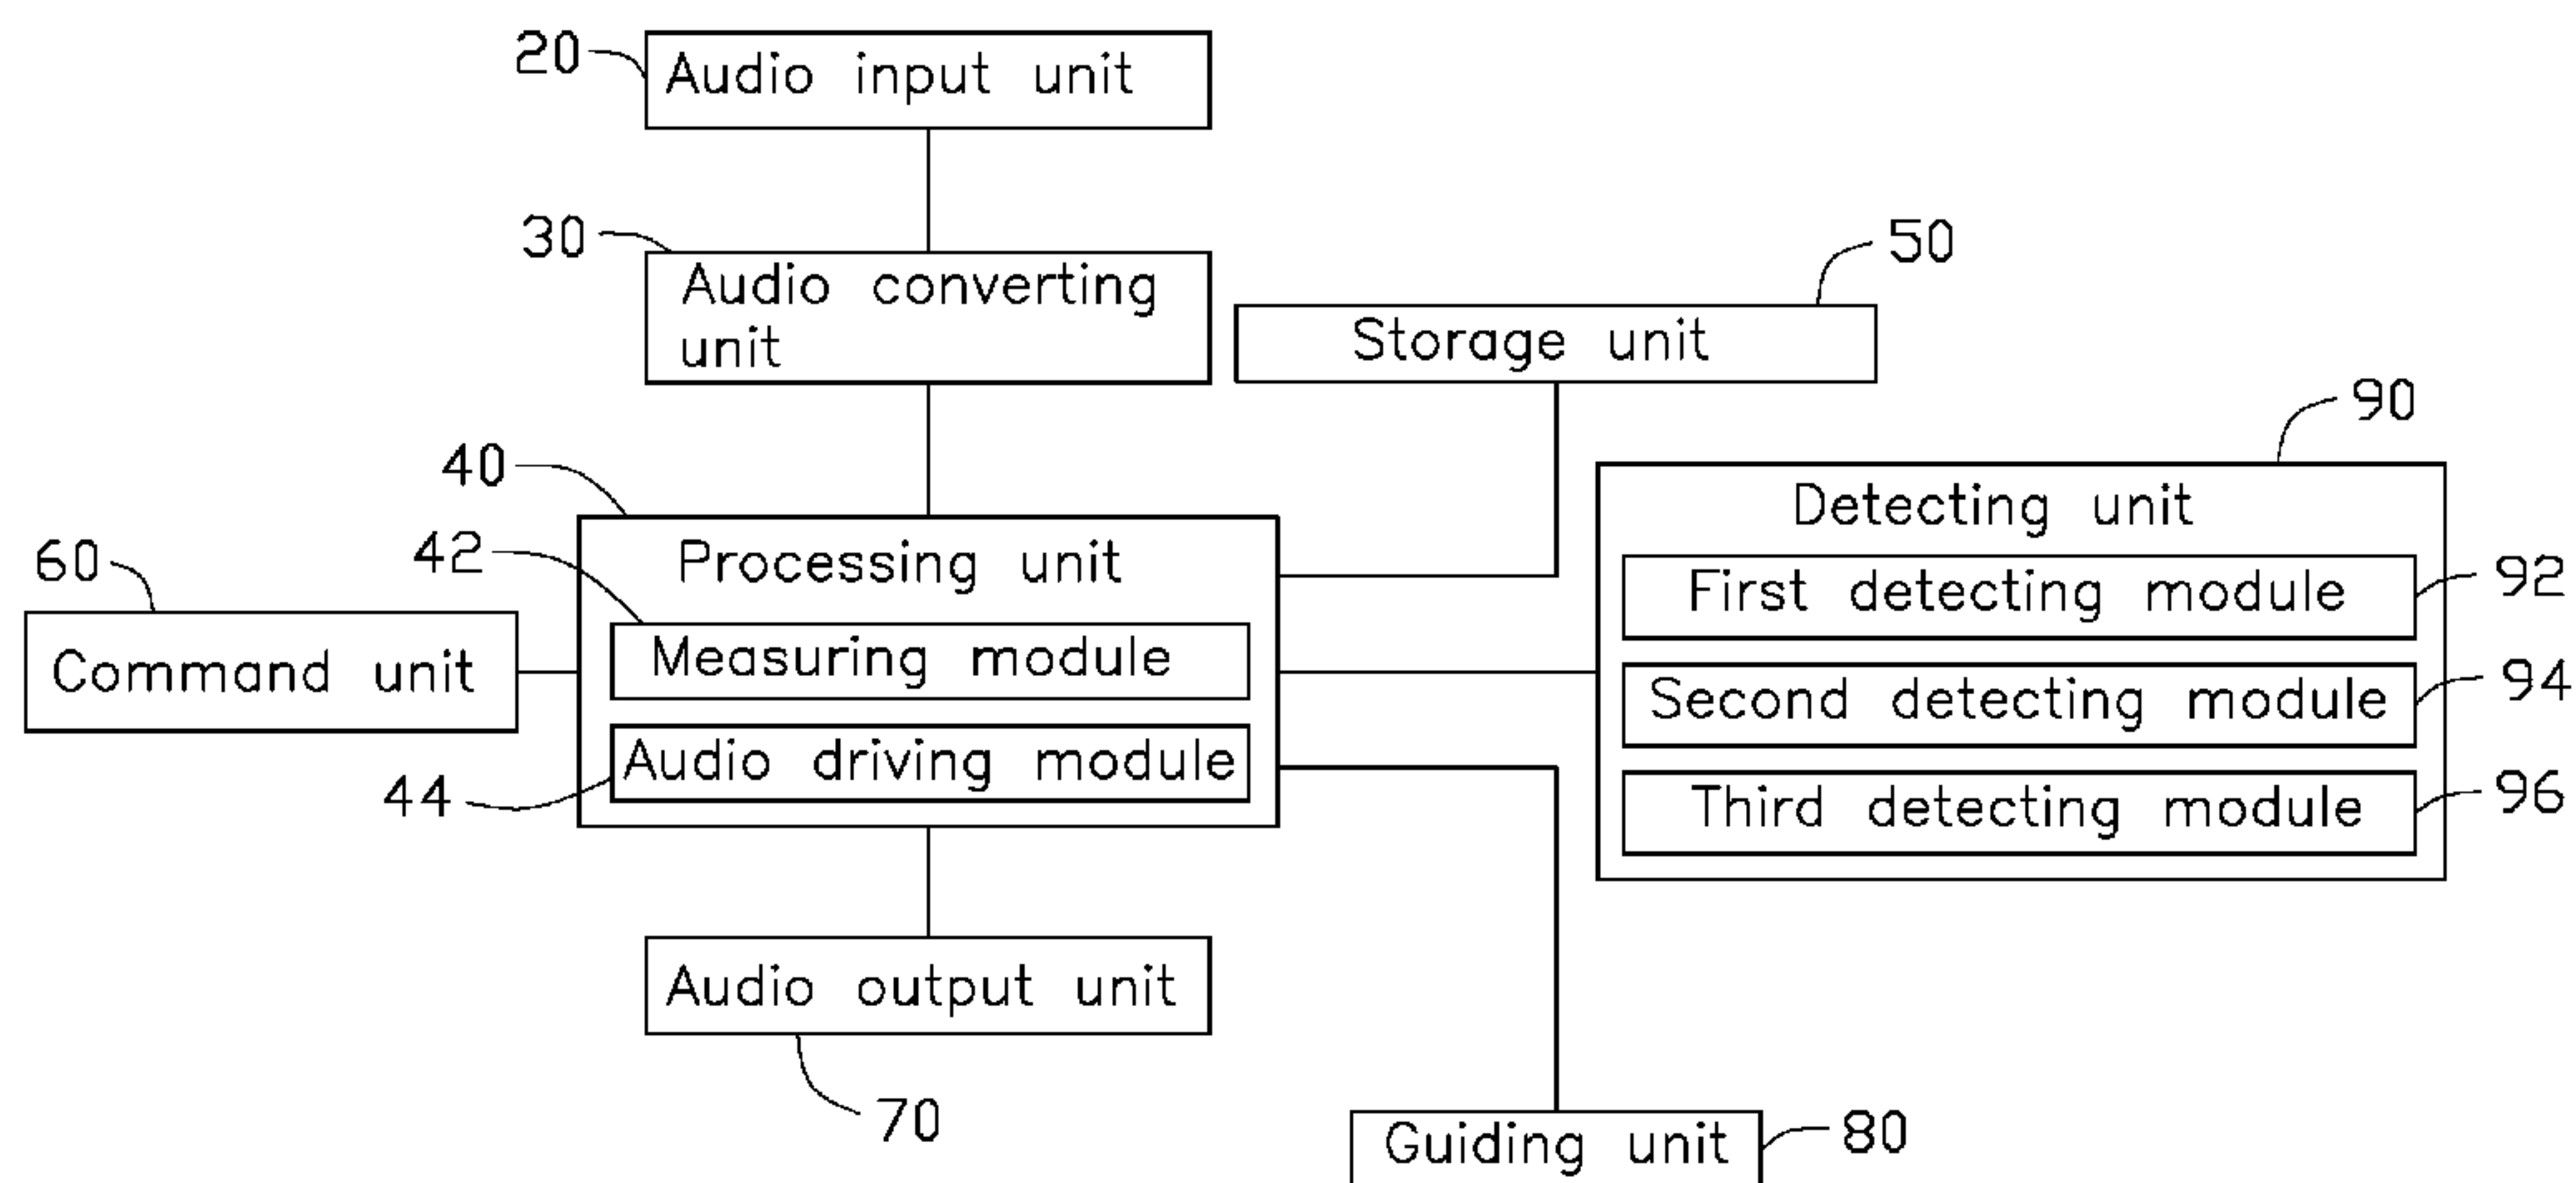 20
Audio input unit
30
Audio converting
unit
50
Storage unit
90
40
Detecting unit
42
Processing unit
60
First detecting module
92
Measuring module
Command unit
Second detecting module
94
Audio driving module
44
Third detecting module
96
Audio output unit
70
Guiding unit
80